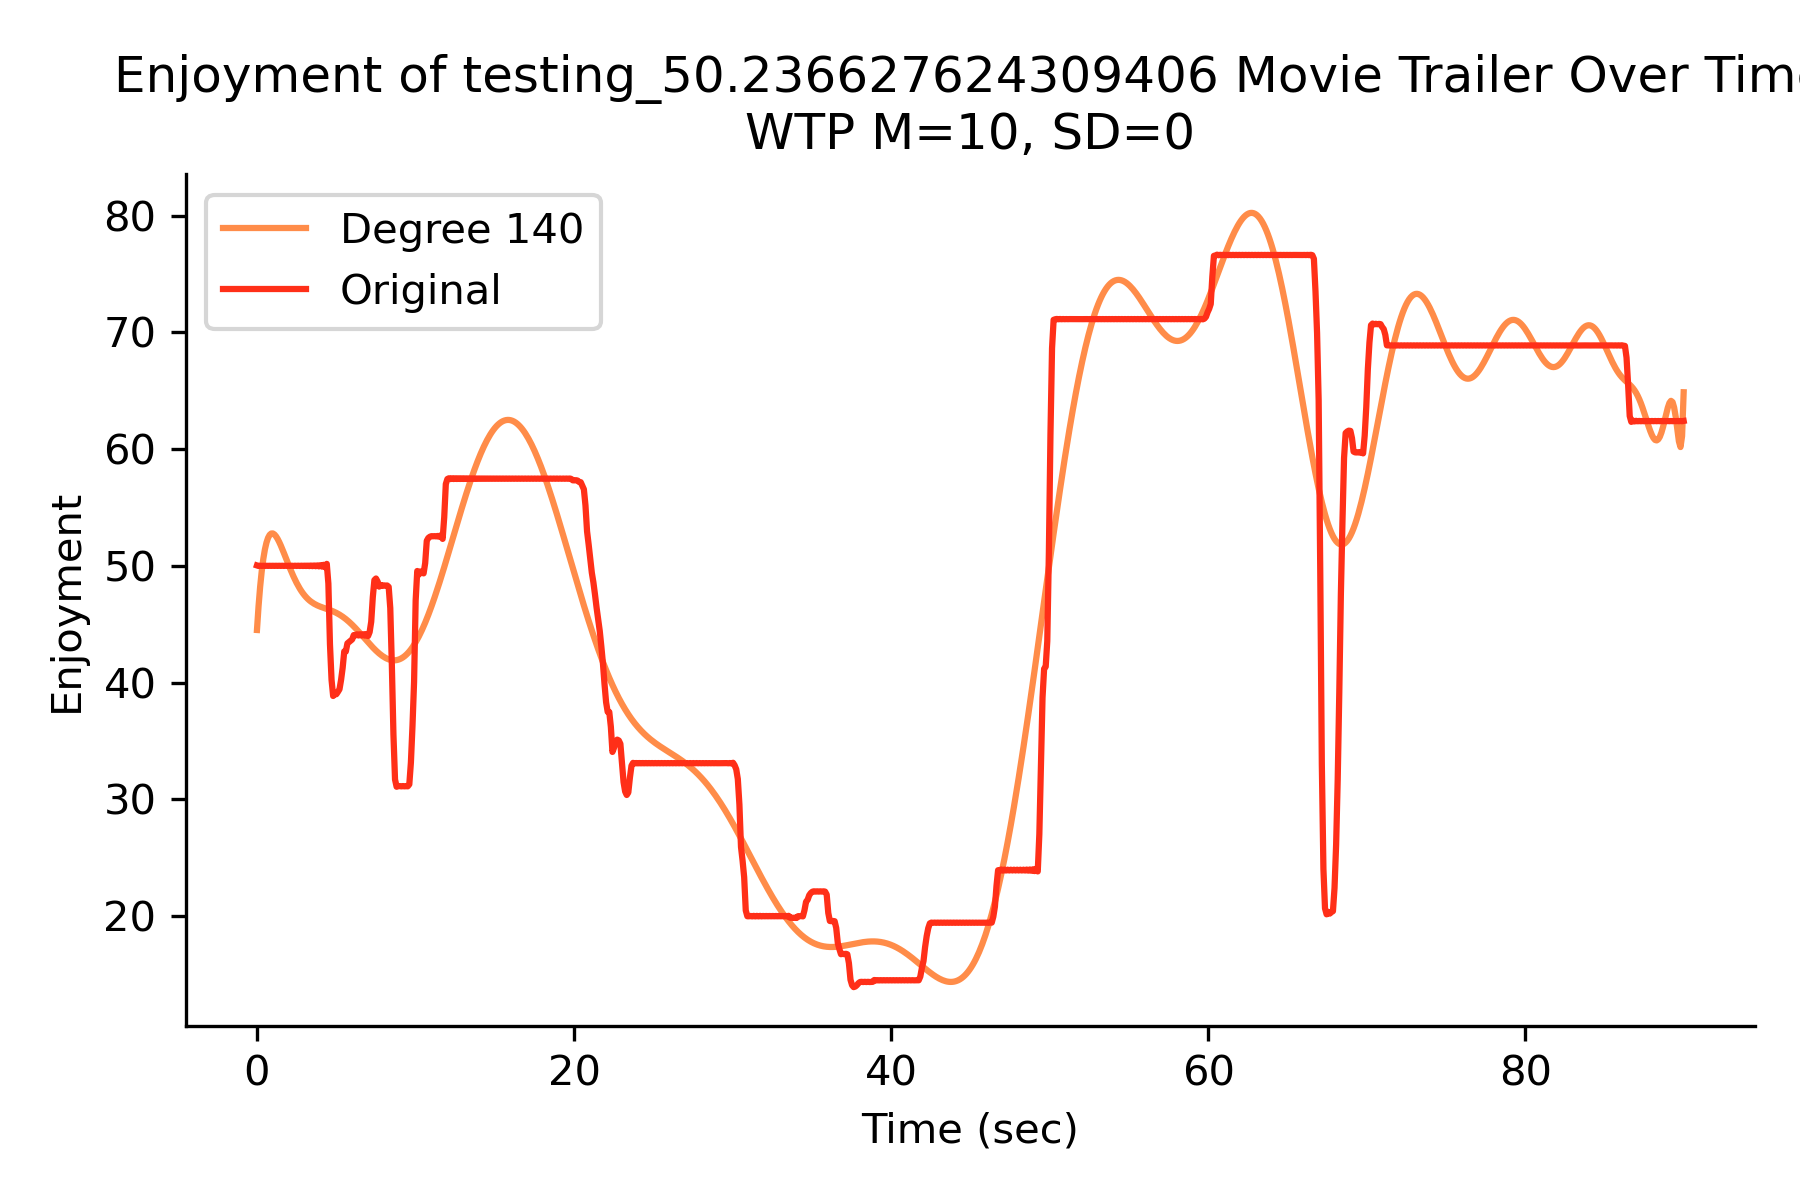 Enjoyment of testing_50.236627624309406 Movie Trailer Over Time
WTP M=10, SD=0
Degree 140
Original
80
70
60
50
40
30
20
Enjoyment
0 20 40 60 80
Time (sec)